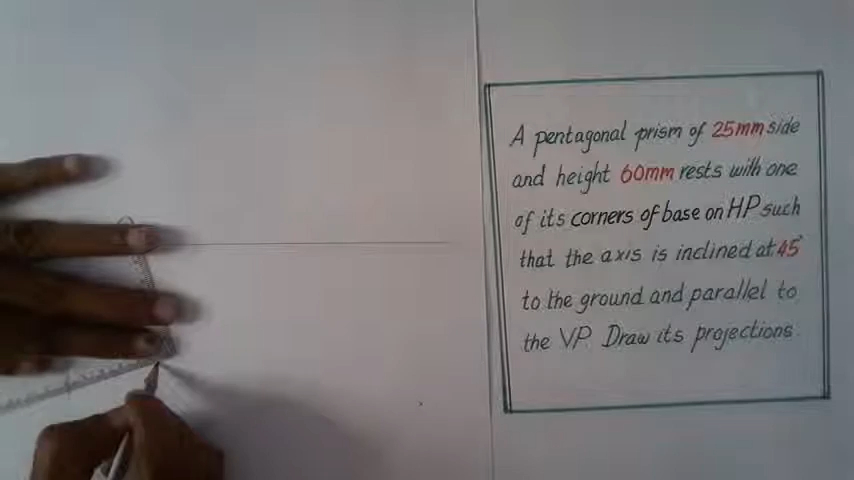 A pentagonal prism of 25mm side
and height 60mm rests with one
of its corners of base on HP such
that the axis is inclined at 45°
to the ground and parallel to
the VP. Draw its projections.